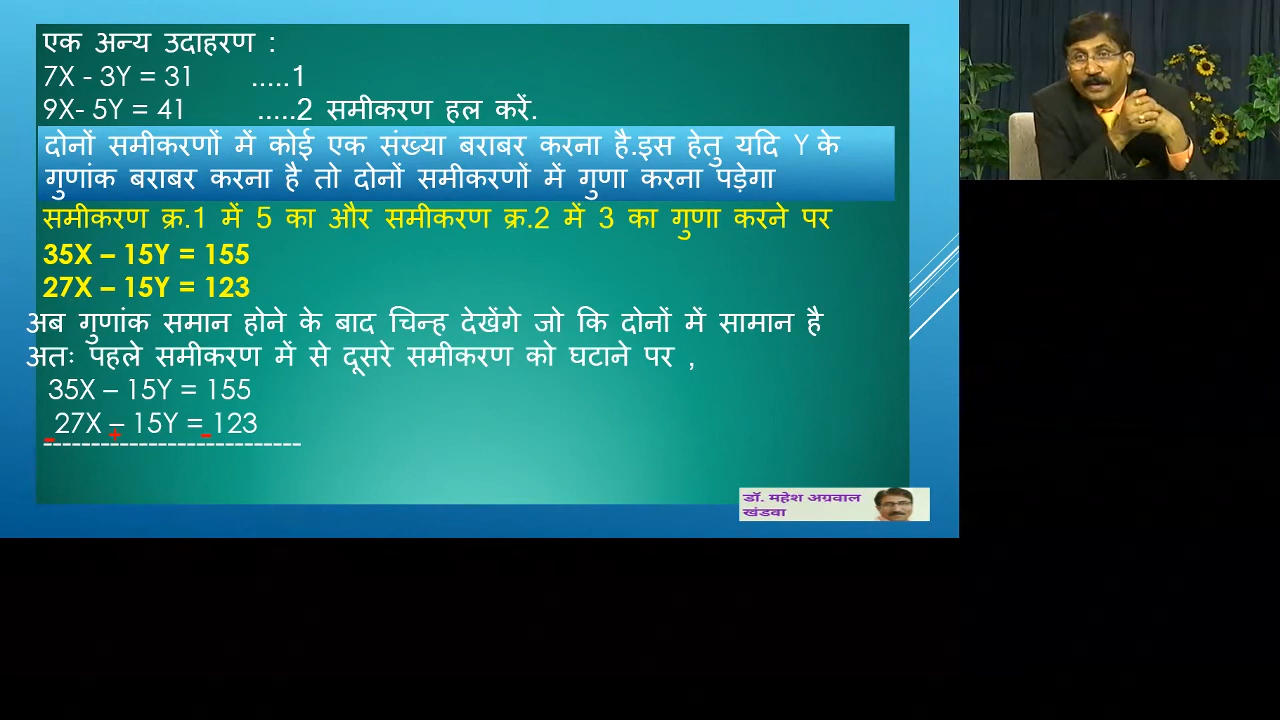 एक अन्य उदाहरण :
7X - 3Y = 31 .....1
9X- 5Y = 41 .....2 समीकरण हल करें.
दोनों समीकरणों में कोई एक संख्या बराबर करना है.इस हेतु यदि Y के
गुणांक बराबर करना है तो दोनों समीकरणों में गुणा करना पड़ेगा
समीकरण क्र.1 में 5 का और समीकरण क्र.2 में 3 का गुणा करने पर
35X – 15Y = 155
27X – 15Y = 123
अब गुणांक समान होने के बाद चिन्ह देखेंगे जो कि दोनों में सामान है
अतः पहले समीकरण में से दूसरे समीकरण को घटाने पर ,
35X – 15Y = 155
27X – 15Y = 123
- + -
---------------------------
डॉ. महेश अग्रवाल
खंडवा